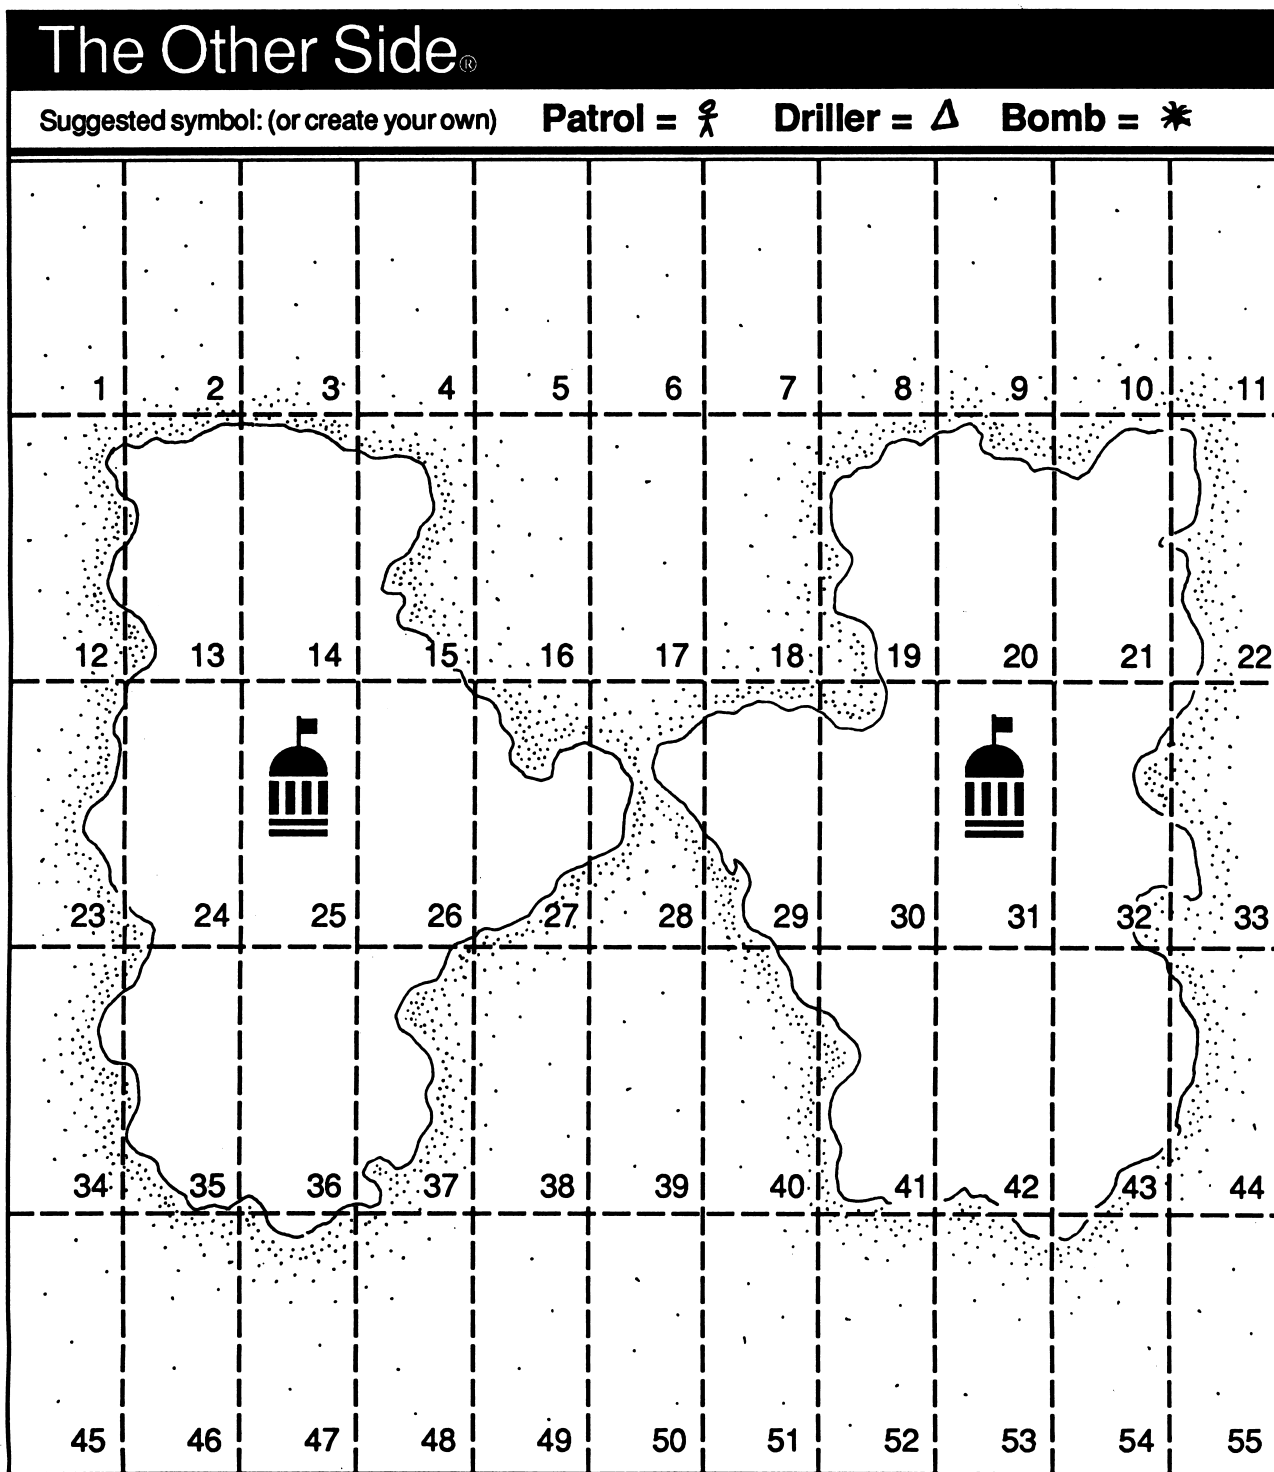 The Other Side®
Suggested symbol: (or create your own) Patrol = Driller = Δ Bomb = *
1 2 3 4 5 6 7 8 9 10 11
12 13 14 15 16 17 18 19 20 21 22
23 24 25 26 27 28 29 30 31 32 33
34 35 36 37 38 39 40 41 42 43 44
45 46 47 48 49 50 51 52 53 54 55